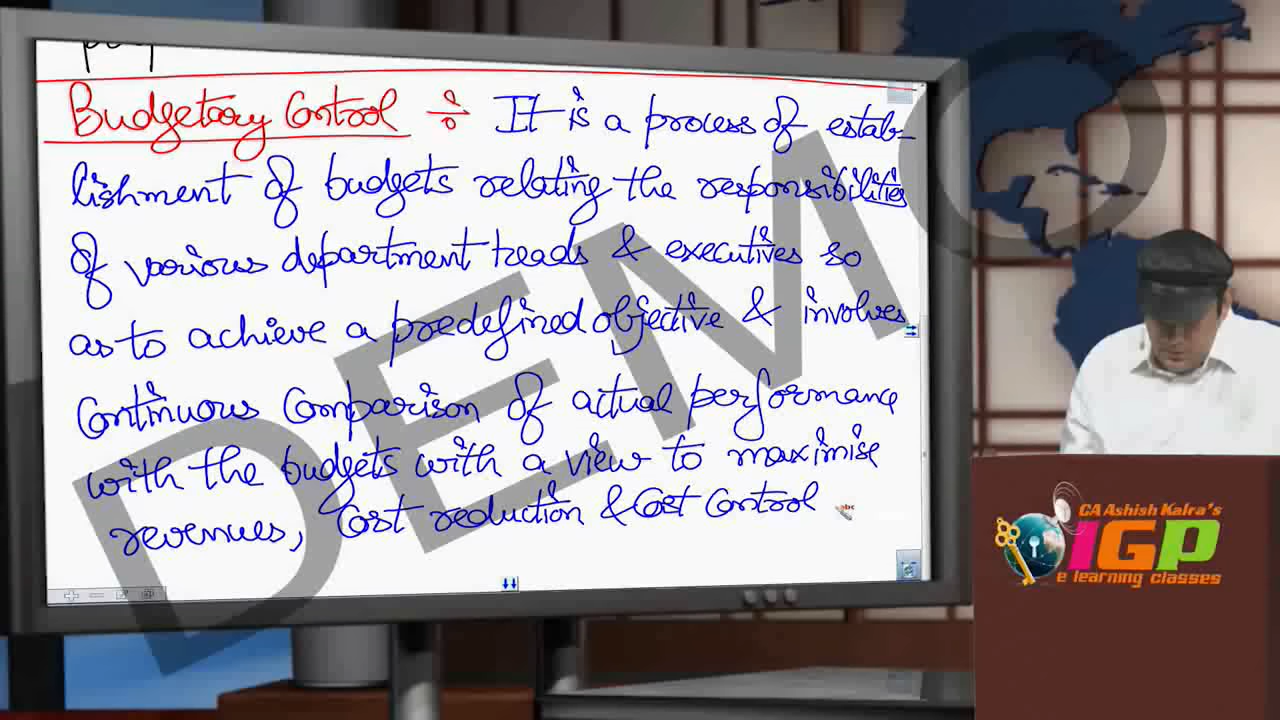 Budgetary Control ÷ It is a process of estab-
lishment of budgets relating the responsibilities
of various department heads & executives so
as to achieve a predefined objective & involves
continuous comparison of actual performance
with the budgets with a view to maximise
revenues, cost reduction & cost control
DEMO
CA Ashish Kalra's
IGP
e learning classes